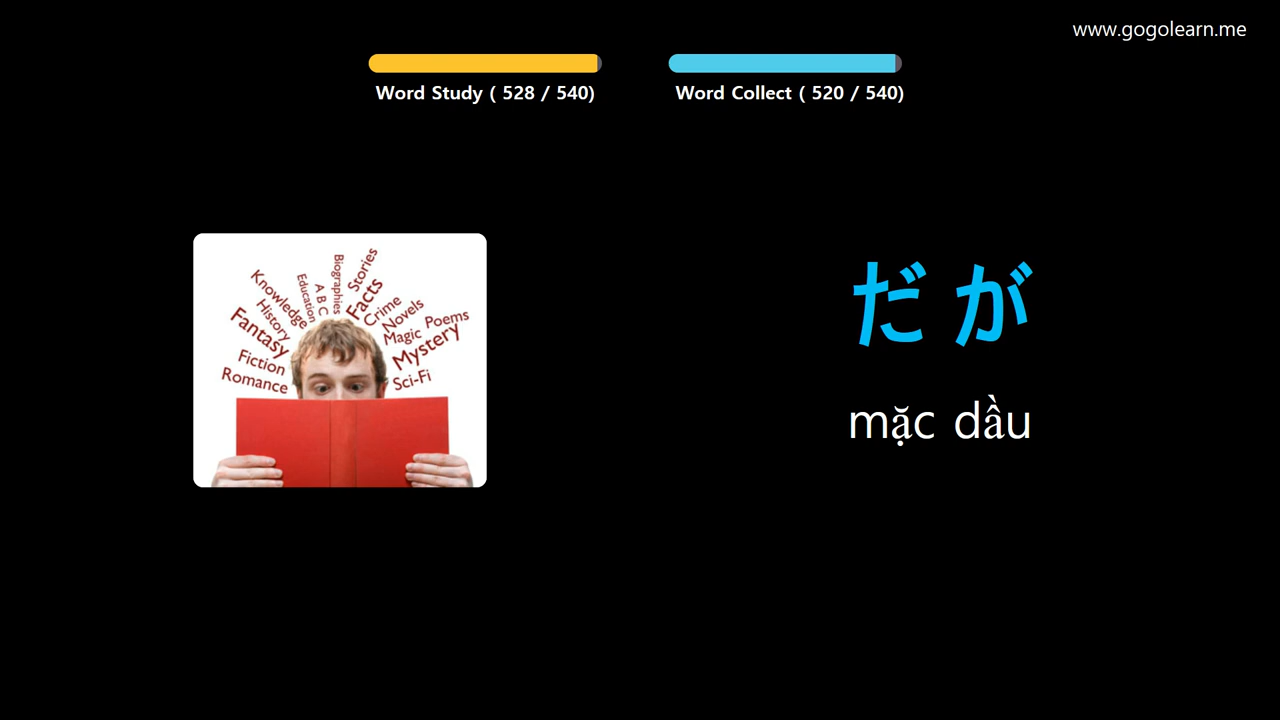 www.gogolearn.me
Word Study ( 528 / 540)
Word Collect ( 520 / 540)
Stories
Biographies
Knowledge
Education
A B C
Facts
History
Crime
Novels
Fantasy
Magic
Poems
Mystery
Fiction
Romance
Sci-Fi
だが
mặc dầu